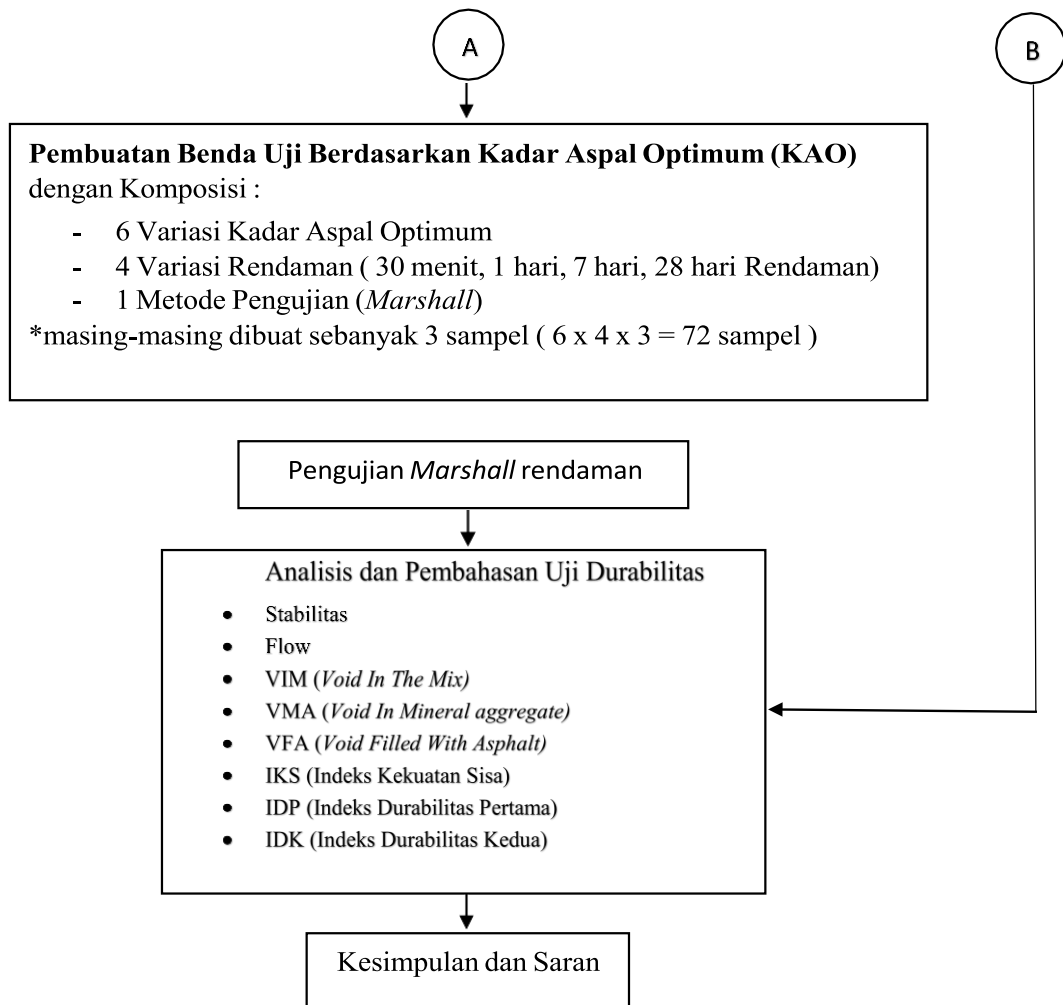 A
B
Pembuatan Benda Uji Berdasarkan Kadar Aspal Optimum (KAO)
dengan Komposisi :
- 6 Variasi Kadar Aspal Optimum
- 4 Variasi Rendaman ( 30 menit, 1 hari, 7 hari, 28 hari Rendaman)
- 1 Metode Pengujian (Marshall)
*masing-masing dibuat sebanyak 3 sampel ( 6 x 4 x 3 = 72 sampel )
Pengujian Marshall rendaman
Analisis dan Pembahasan Uji Durabilitas
• Stabilitas
• Flow
• VIM (Void In The Mix)
• VMA (Void In Mineral aggregate)
• VFA (Void Filled With Asphalt)
• IKS (Indeks Kekuatan Sisa)
• IDP (Indeks Durabilitas Pertama)
• IDK (Indeks Durabilitas Kedua)
Kesimpulan dan Saran